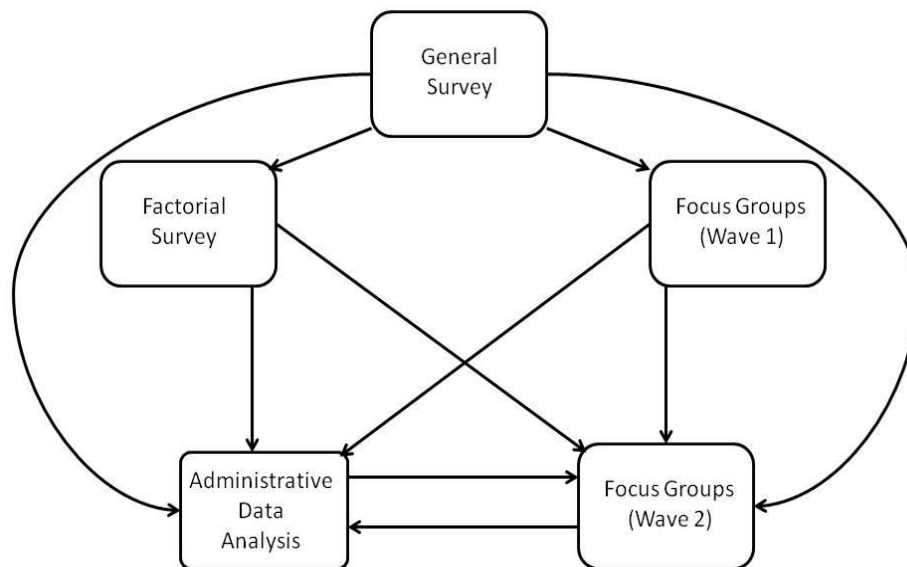 General
Survey
Factorial
Survey
Focus Groups
(Wave 1)
Administrative
Data
Analysis
Focus Groups
(Wave 2)